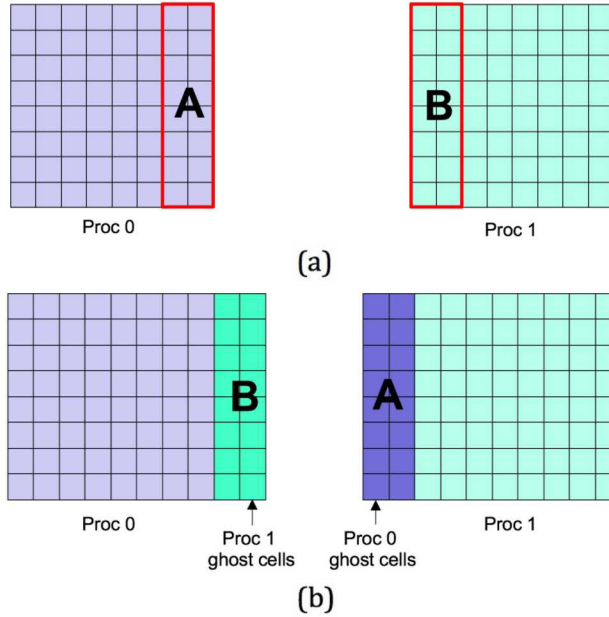 A
B
Proc 0
Proc 1
(a)
B
A
Proc 0
Proc 1
ghost cells
Proc 0
ghost cells
Proc 1
(b)